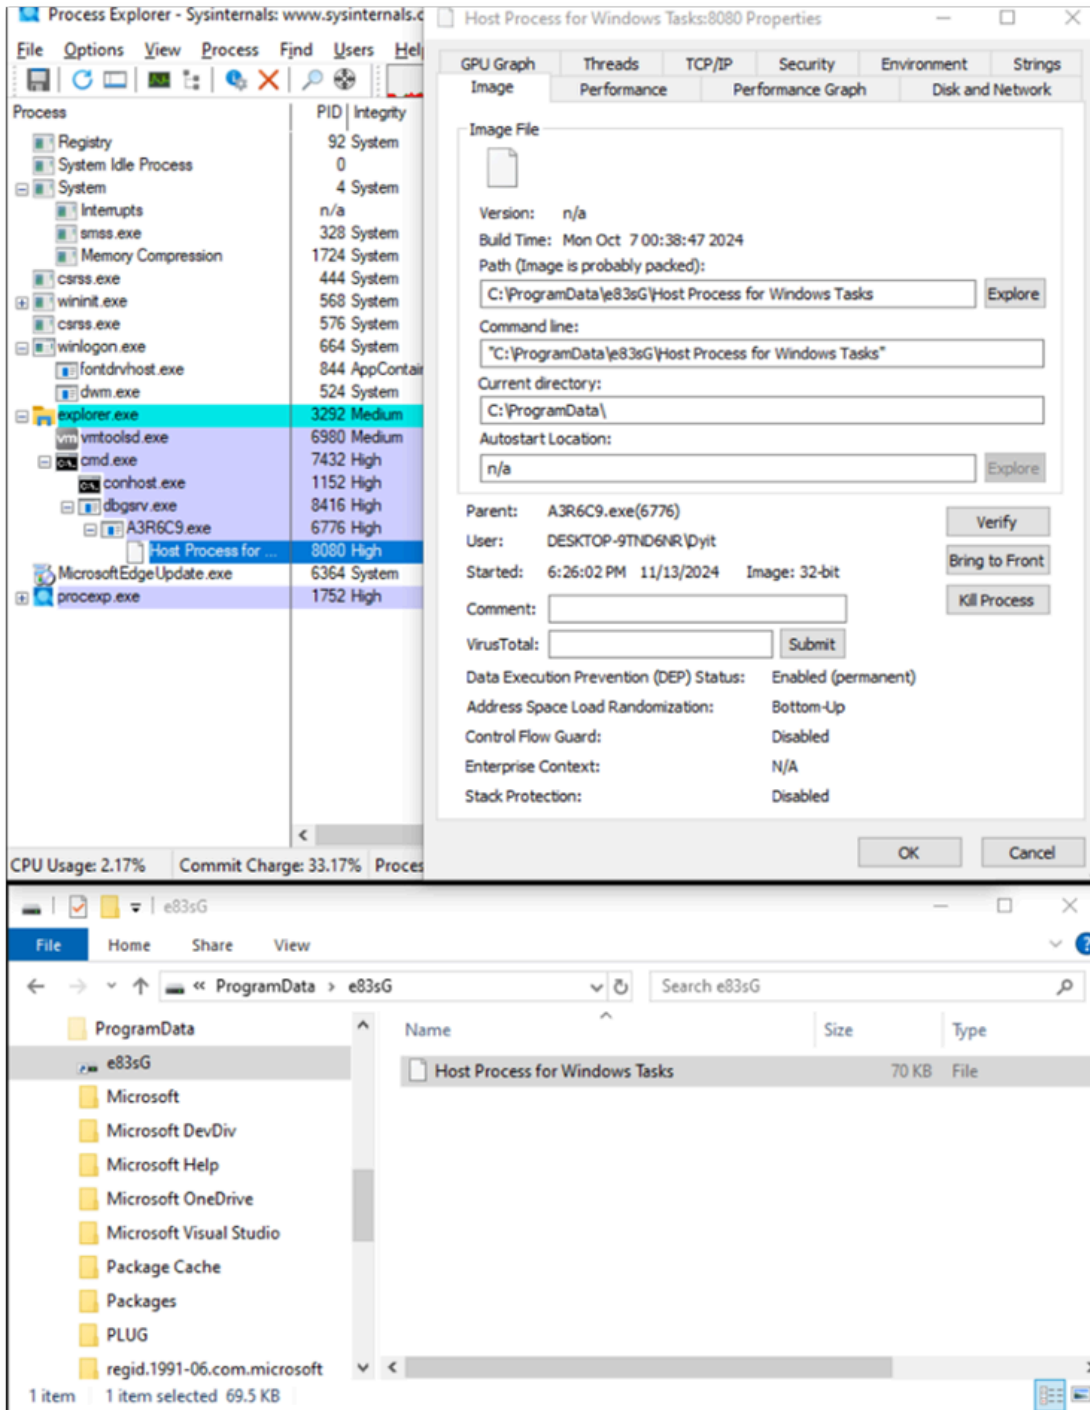 Process Explorer - Sysinternals: www.sysinternals.c
File Options View Process Find Users Hel
Process PID Integrity
Registry 92 System
System Idle Process 0
System 4 System
Interrupts n/a
smss.exe 328 System
Memory Compression 1724 System
csrss.exe 444 System
wininit.exe 568 System
csrss.exe 576 System
winlogon.exe 664 System
fontdrvhost.exe 844 AppContain
dwm.exe 524 System
explorer.exe 3292 Medium
vm vmtoolsd.exe 6980 Medium
cmd.exe 7432 High
conhost.exe 1152 High
dbgsrv.exe 8416 High
A3R6C9.exe 6776 High
Host Process for ... 8080 High
MicrosoftEdgeUpdate.exe 6364 System
procexp.exe 1752 High
CPU Usage: 2.17% Commit Charge: 33.17% Proces
Host Process for Windows Tasks:8080 Properties
GPU Graph Threads TCP/IP Security Environment Strings
Image Performance Performance Graph Disk and Network
Image File
Version: n/a
Build Time: Mon Oct 7 00:38:47 2024
Path (Image is probably packed):
C:\ProgramData\e83sG\Host Process for Windows Tasks Explore
Command line:
"C:\ProgramData\e83sG\Host Process for Windows Tasks"
Current directory:
C:\ProgramData\
Autostart Location:
n/a Explore
Parent: A3R6C9.exe(6776) Verify
User: DESKTOP-9TND6NR\Dyit
Bring to Front
Started: 6:26:02 PM 11/13/2024 Image: 32-bit
Comment: Kill Process
VirusTotal: Submit
Data Execution Prevention (DEP) Status: Enabled (permanent)
Address Space Load Randomization: Bottom-Up
Control Flow Guard: Disabled
Enterprise Context: N/A
Stack Protection: Disabled
OK Cancel
e83sG
File Home Share View
« ProgramData › e83sG Search e83sG
ProgramData
e83sG
Microsoft
Microsoft DevDiv
Microsoft Help
Microsoft OneDrive
Microsoft Visual Studio
Package Cache
Packages
PLUG
regid.1991-06.com.microsoft
Name Size Type
Host Process for Windows Tasks 70 KB File
1 item 1 item selected 69.5 KB